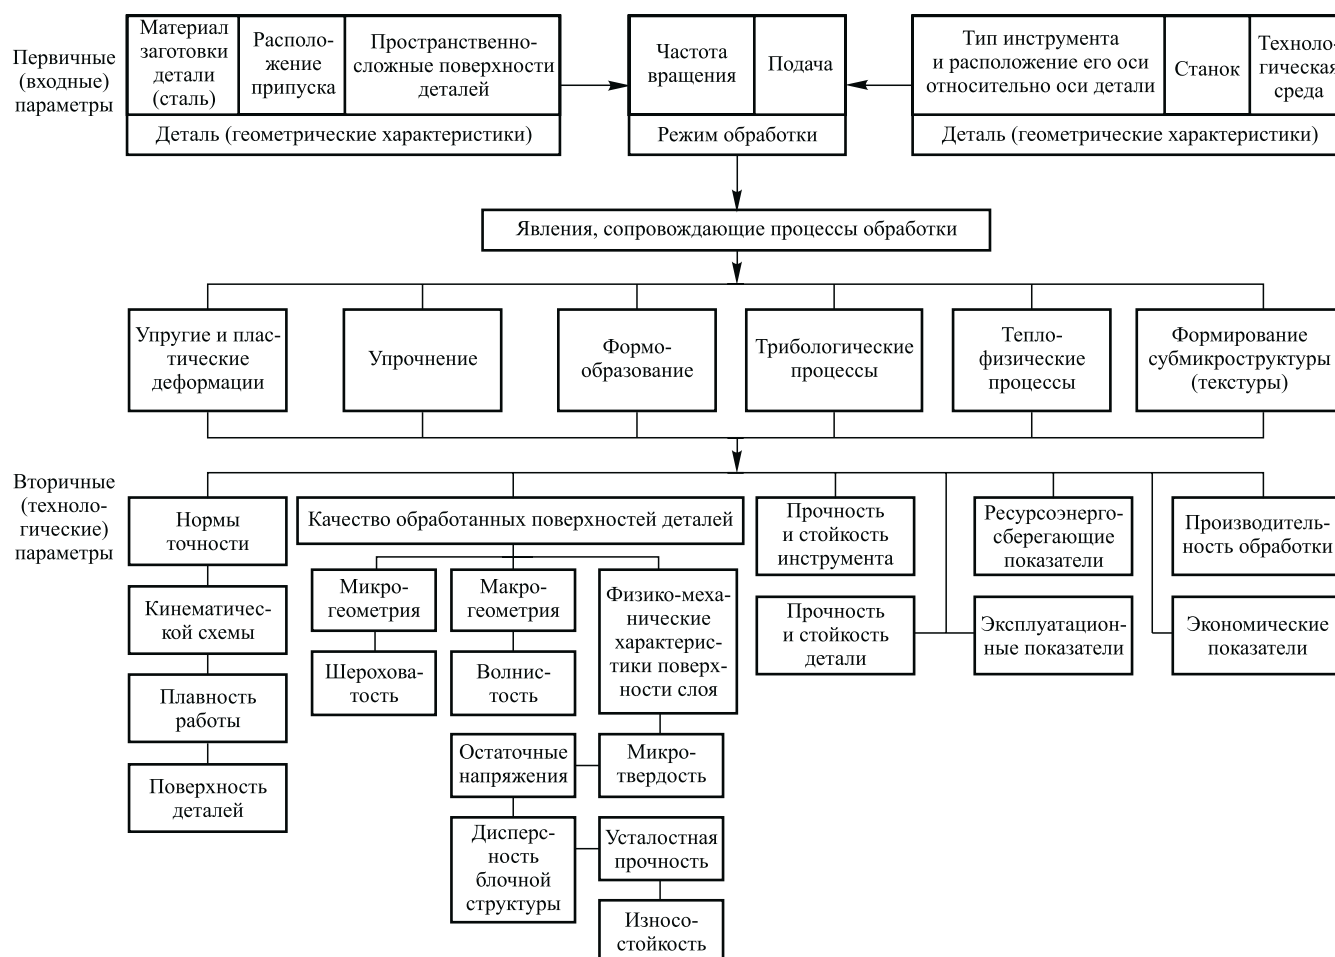 Первичные
(входные)
параметры
Материал
заготовки
детали
(сталь)
Располо-
жение
припуска
Пространственно-
сложные поверхности
деталей
Деталь (геометрические характеристики)
Частота
вращения
Подача
Режим обработки
Тип инструмента
и расположение его оси
относительно оси детали
Станок
Техноло-
гическая
среда
Деталь (геометрические характеристики)
Явления, сопровождающие процессы обработки
Упругие и плас-
тические
деформации
Упрочнение
Формо-
образование
Трибологические
процессы
Тепло-
физические
процессы
Формирование
субмикроструктуры
(текстуры)
Вторичные
(техноло-
гические)
параметры
Нормы
точности
Кинематичес-
кой схемы
Плавность
работы
Поверхность
деталей
Качество обработанных поверхностей деталей
Микро-
геометрия
Шерохова-
тость
Макро-
геометрия
Волнис-
тость
Физико-меха-
нические
характерис-
тики поверх-
ности слоя
Остаточные
напряжения
Микро-
твердость
Дисперс-
ность
блочной
структуры
Усталостная
прочность
Износо-
стойкость
Прочность
и стойкость
инструмента
Прочность
и стойкость
детали
Ресурсоэнерго-
сберегающие
показатели
Эксплуатацион-
ные показатели
Производитель-
ность обработки
Экономические
показатели